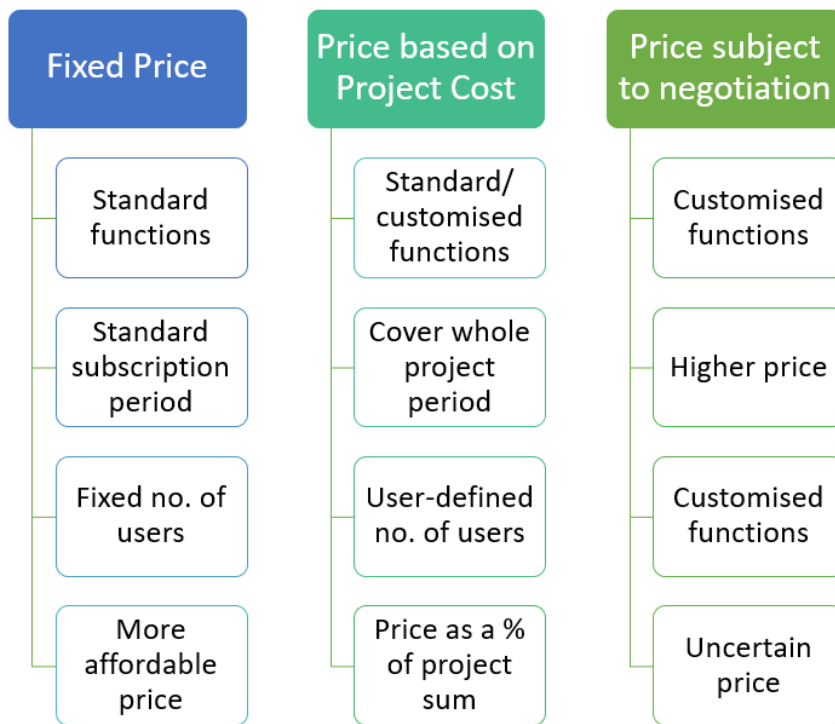 Fixed Price
Standard
functions
Standard
subscription
period
Fixed no. of
users
More
affordable
price
Price based on
Project Cost
Standard/
customised
functions
Cover whole
project
period
User-defined
no. of users
Price as a %
of project
sum
Price subject
to negotiation
Customised
functions
Higher price
Customised
functions
Uncertain
price